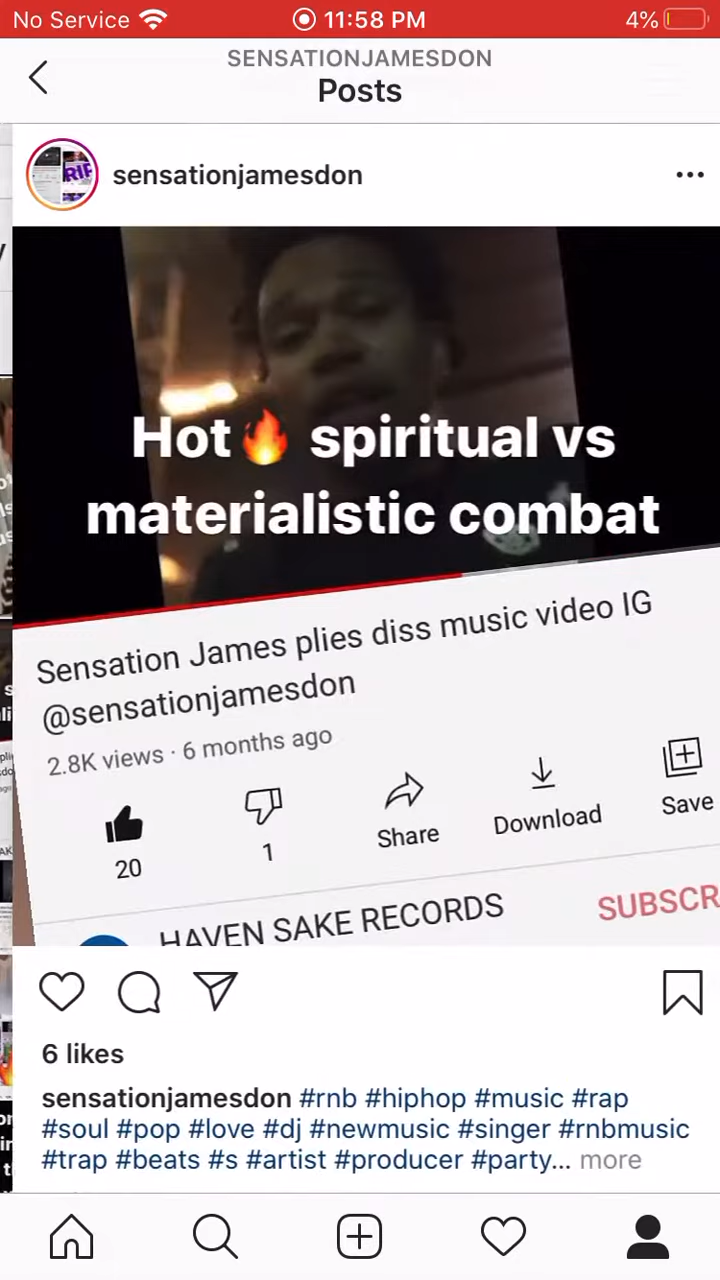 No Service 11:58 PM 4%
SENSATIONJAMESDON
Posts
RIP
sensationjamesdon
Hot🔥 spiritual vs
materialistic combat
Sensation James plies diss music video IG
@sensationjamesdon
2.8K views · 6 months ago
20 1 Share Download Save
HAVEN SAKE RECORDS SUBSCR
6 likes
sensationjamesdon #rnb #hiphop #music #rap
#soul #pop #love #dj #newmusic #singer #rnbmusic
#trap #beats #s #artist #producer #party... more